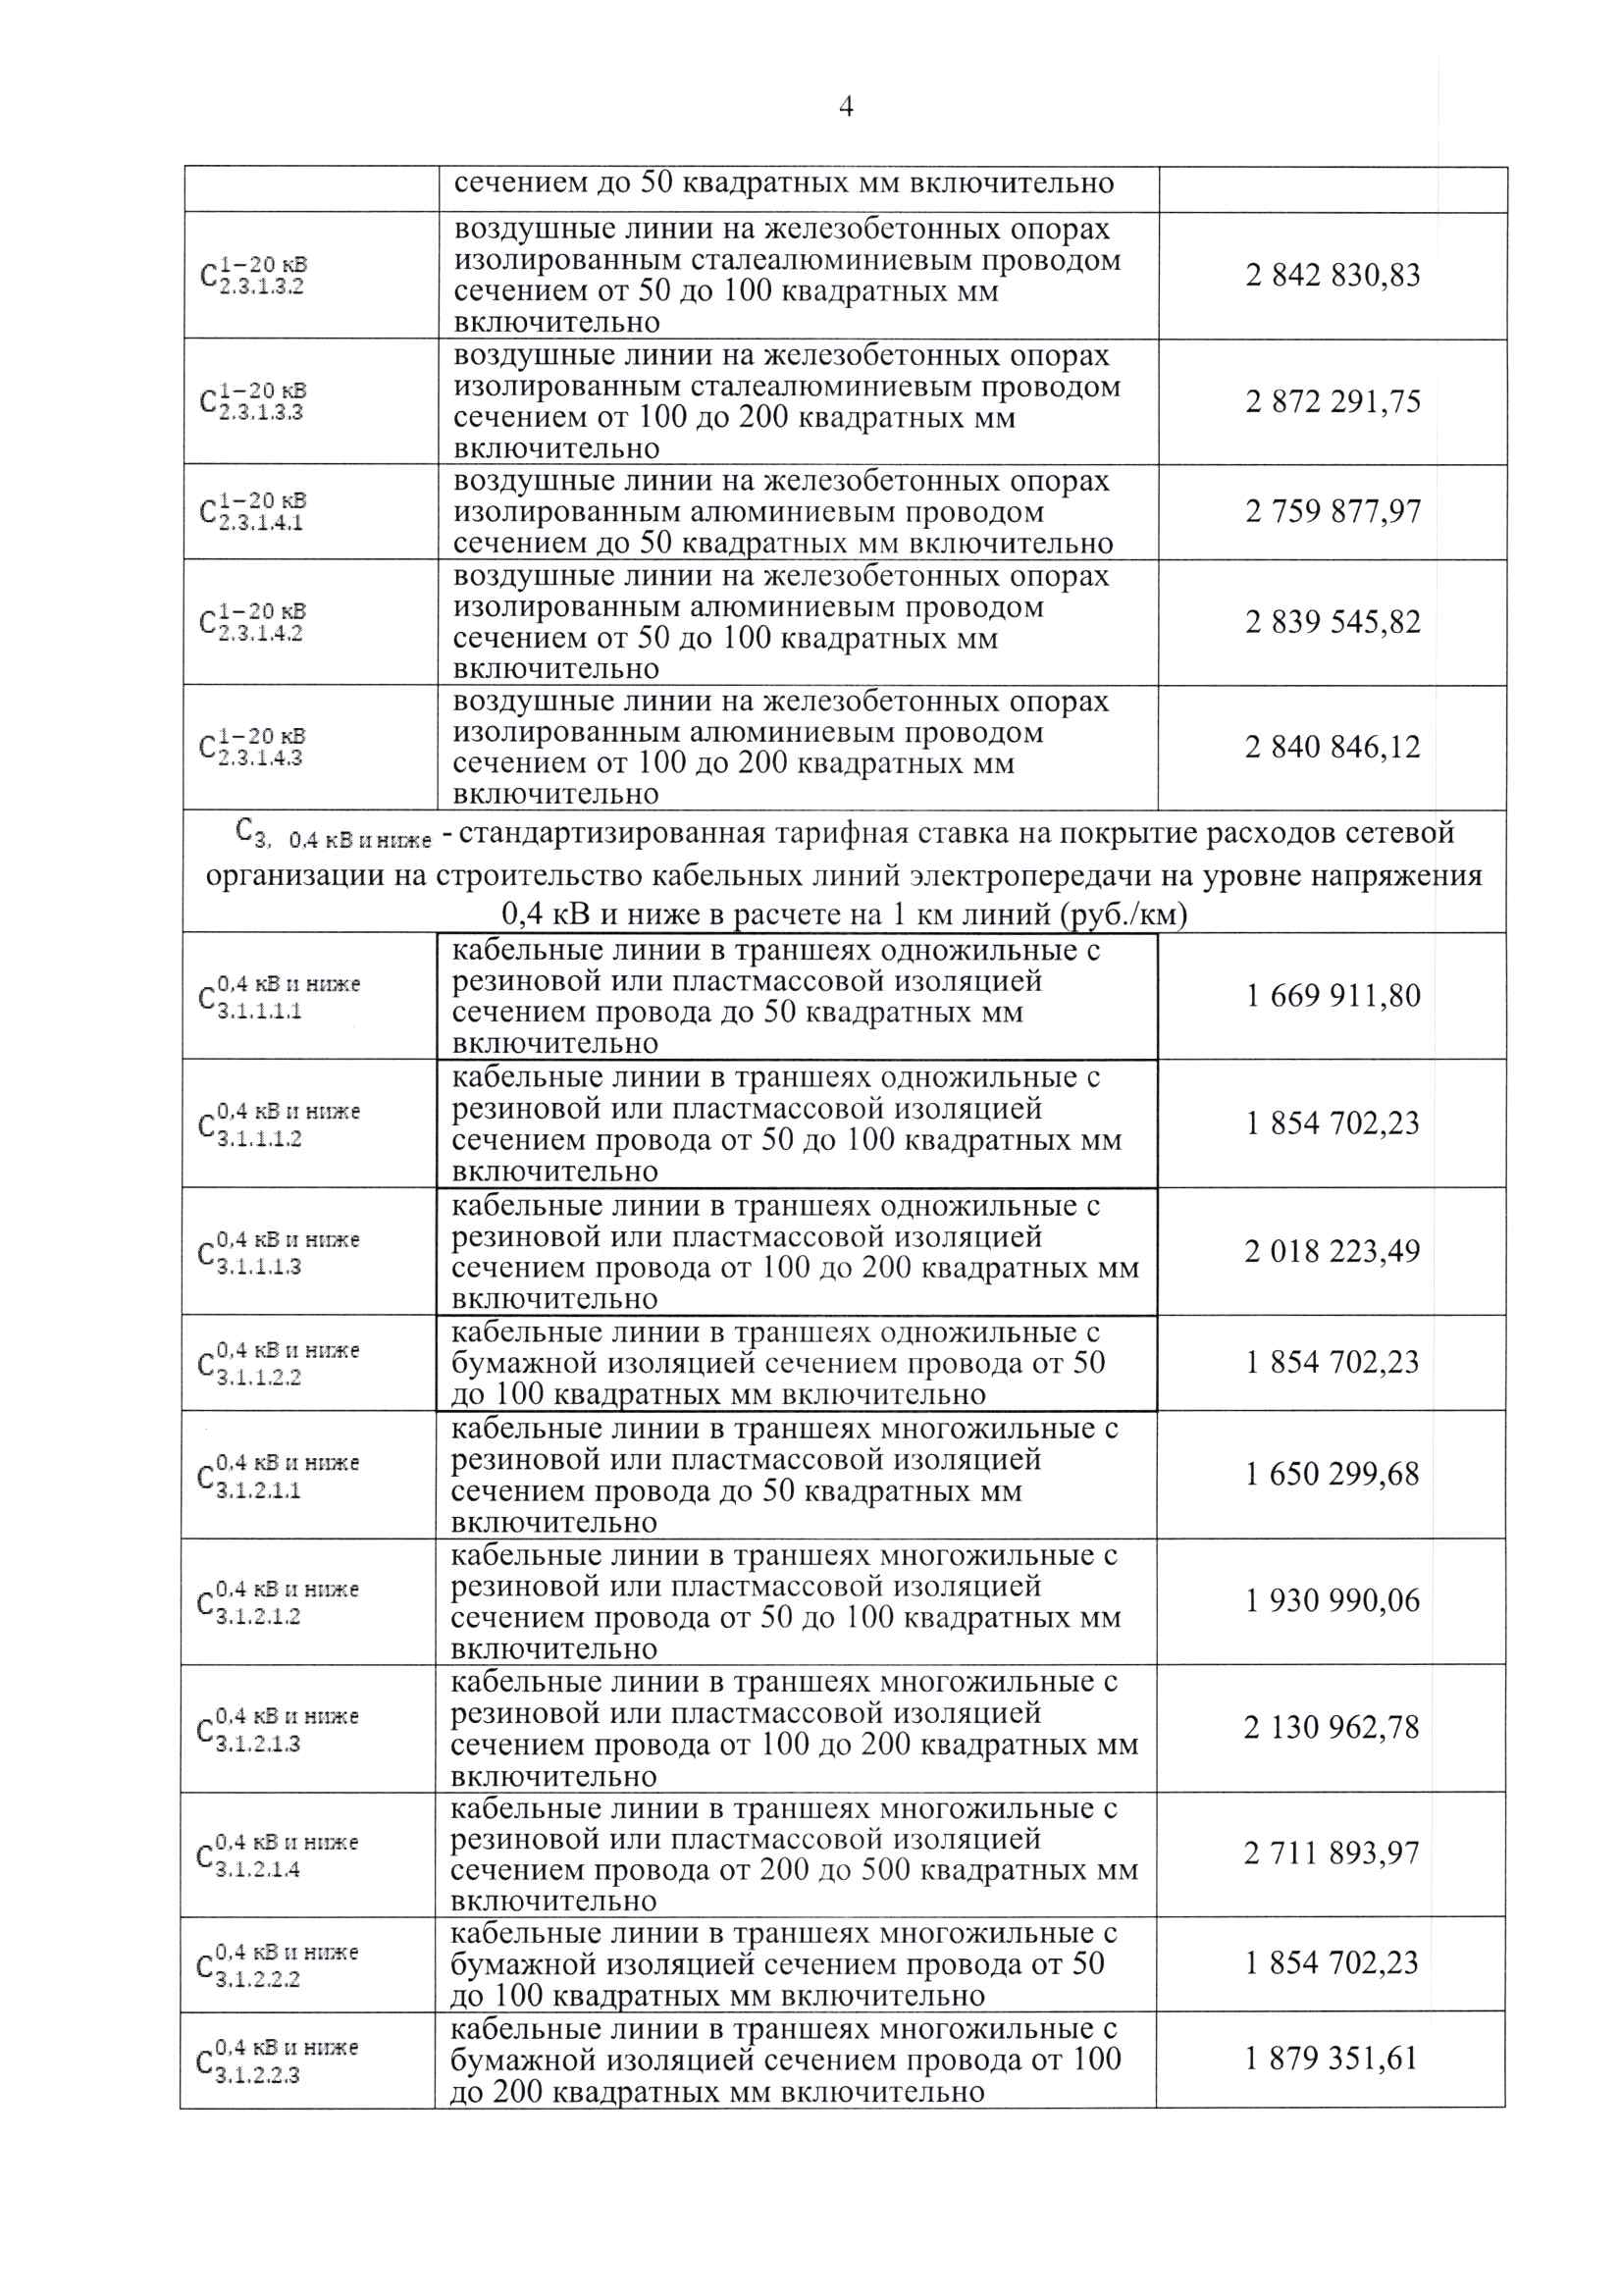 4
сечением до 50 квадратных мм включительно
C 1–20 кВ 2.3.1.3.2
воздушные линии на железобетонных опорах
изолированным сталеалюминиевым проводом
сечением от 50 до 100 квадратных мм
включительно
2 842 830,83
C 1–20 кВ 2.3.1.3.3
воздушные линии на железобетонных опорах
изолированным сталеалюминиевым проводом
сечением от 100 до 200 квадратных мм
включительно
2 872 291,75
C 1–20 кВ 2.3.1.4.1
воздушные линии на железобетонных опорах
изолированным алюминиевым проводом
сечением до 50 квадратных мм включительно
2 759 877,97
C 1–20 кВ 2.3.1.4.2
воздушные линии на железобетонных опорах
изолированным алюминиевым проводом
сечением от 50 до 100 квадратных мм
включительно
2 839 545,82
C 1–20 кВ 2.3.1.4.3
воздушные линии на железобетонных опорах
изолированным алюминиевым проводом
сечением от 100 до 200 квадратных мм
включительно
2 840 846,12
C 3, 0,4 кВ и ниже - стандартизированная тарифная ставка на покрытие расходов сетевой
организации на строительство кабельных линий электропередачи на уровне напряжения
0,4 кВ и ниже в расчете на 1 км линий (руб./км)
C 0,4 кВ и ниже 3.1.1.1.1
кабельные линии в траншеях одножильные с
резиновой или пластмассовой изоляцией
сечением провода до 50 квадратных мм
включительно
1 669 911,80
C 0,4 кВ и ниже 3.1.1.1.2
кабельные линии в траншеях одножильные с
резиновой или пластмассовой изоляцией
сечением провода от 50 до 100 квадратных мм
включительно
1 854 702,23
C 0,4 кВ и ниже 3.1.1.1.3
кабельные линии в траншеях одножильные с
резиновой или пластмассовой изоляцией
сечением провода от 100 до 200 квадратных мм
включительно
2 018 223,49
C 0,4 кВ и ниже 3.1.1.2.2
кабельные линии в траншеях одножильные с
бумажной изоляцией сечением провода от 50
до 100 квадратных мм включительно
1 854 702,23
C 0,4 кВ и ниже 3.1.2.1.1
кабельные линии в траншеях многожильные с
резиновой или пластмассовой изоляцией
сечением провода до 50 квадратных мм
включительно
1 650 299,68
C 0,4 кВ и ниже 3.1.2.1.2
кабельные линии в траншеях многожильные с
резиновой или пластмассовой изоляцией
сечением провода от 50 до 100 квадратных мм
включительно
1 930 990,06
C 0,4 кВ и ниже 3.1.2.1.3
кабельные линии в траншеях многожильные с
резиновой или пластмассовой изоляцией
сечением провода от 100 до 200 квадратных мм
включительно
2 130 962,78
C 0,4 кВ и ниже 3.1.2.1.4
кабельные линии в траншеях многожильные с
резиновой или пластмассовой изоляцией
сечением провода от 200 до 500 квадратных мм
включительно
2 711 893,97
C 0,4 кВ и ниже 3.1.2.2.2
кабельные линии в траншеях многожильные с
бумажной изоляцией сечением провода от 50
до 100 квадратных мм включительно
1 854 702,23
C 0,4 кВ и ниже 3.1.2.2.3
кабельные линии в траншеях многожильные с
бумажной изоляцией сечением провода от 100
до 200 квадратных мм включительно
1 879 351,61